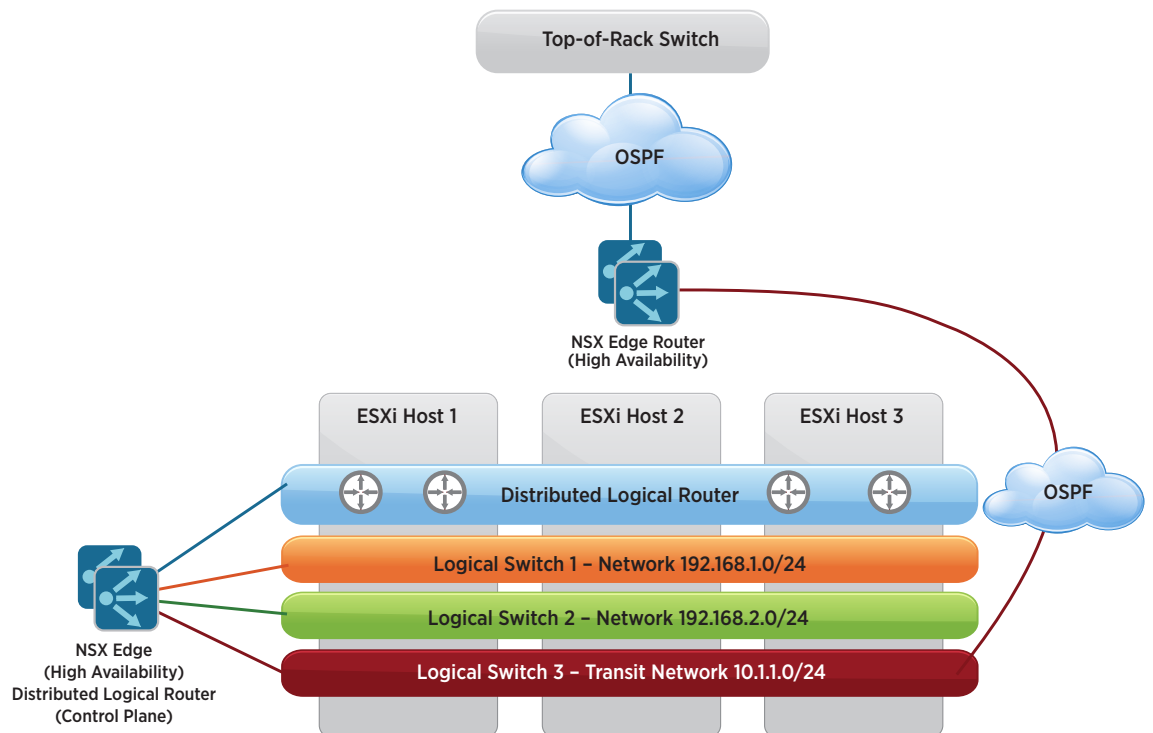 Top-of-Rack Switch
OSPF
NSX Edge Router
(High Availability)
ESXi Host 1
ESXi Host 2
ESXi Host 3
Distributed Logical Router
OSPF
Logical Switch 1 – Network 192.168.1.0/24
Logical Switch 2 – Network 192.168.2.0/24
Logical Switch 3 – Transit Network 10.1.1.0/24
NSX Edge
(High Availability)
Distributed Logical Router
(Control Plane)